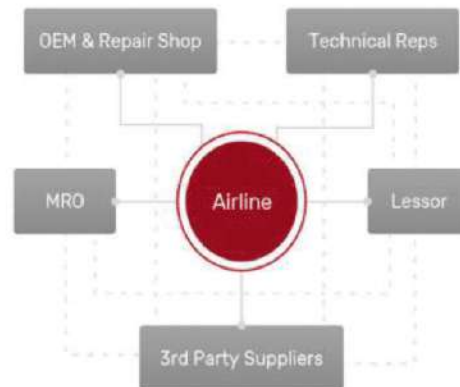 OEM & Repair Shop
Technical Reps
MRO
Airline
Lessor
3rd Party Suppliers